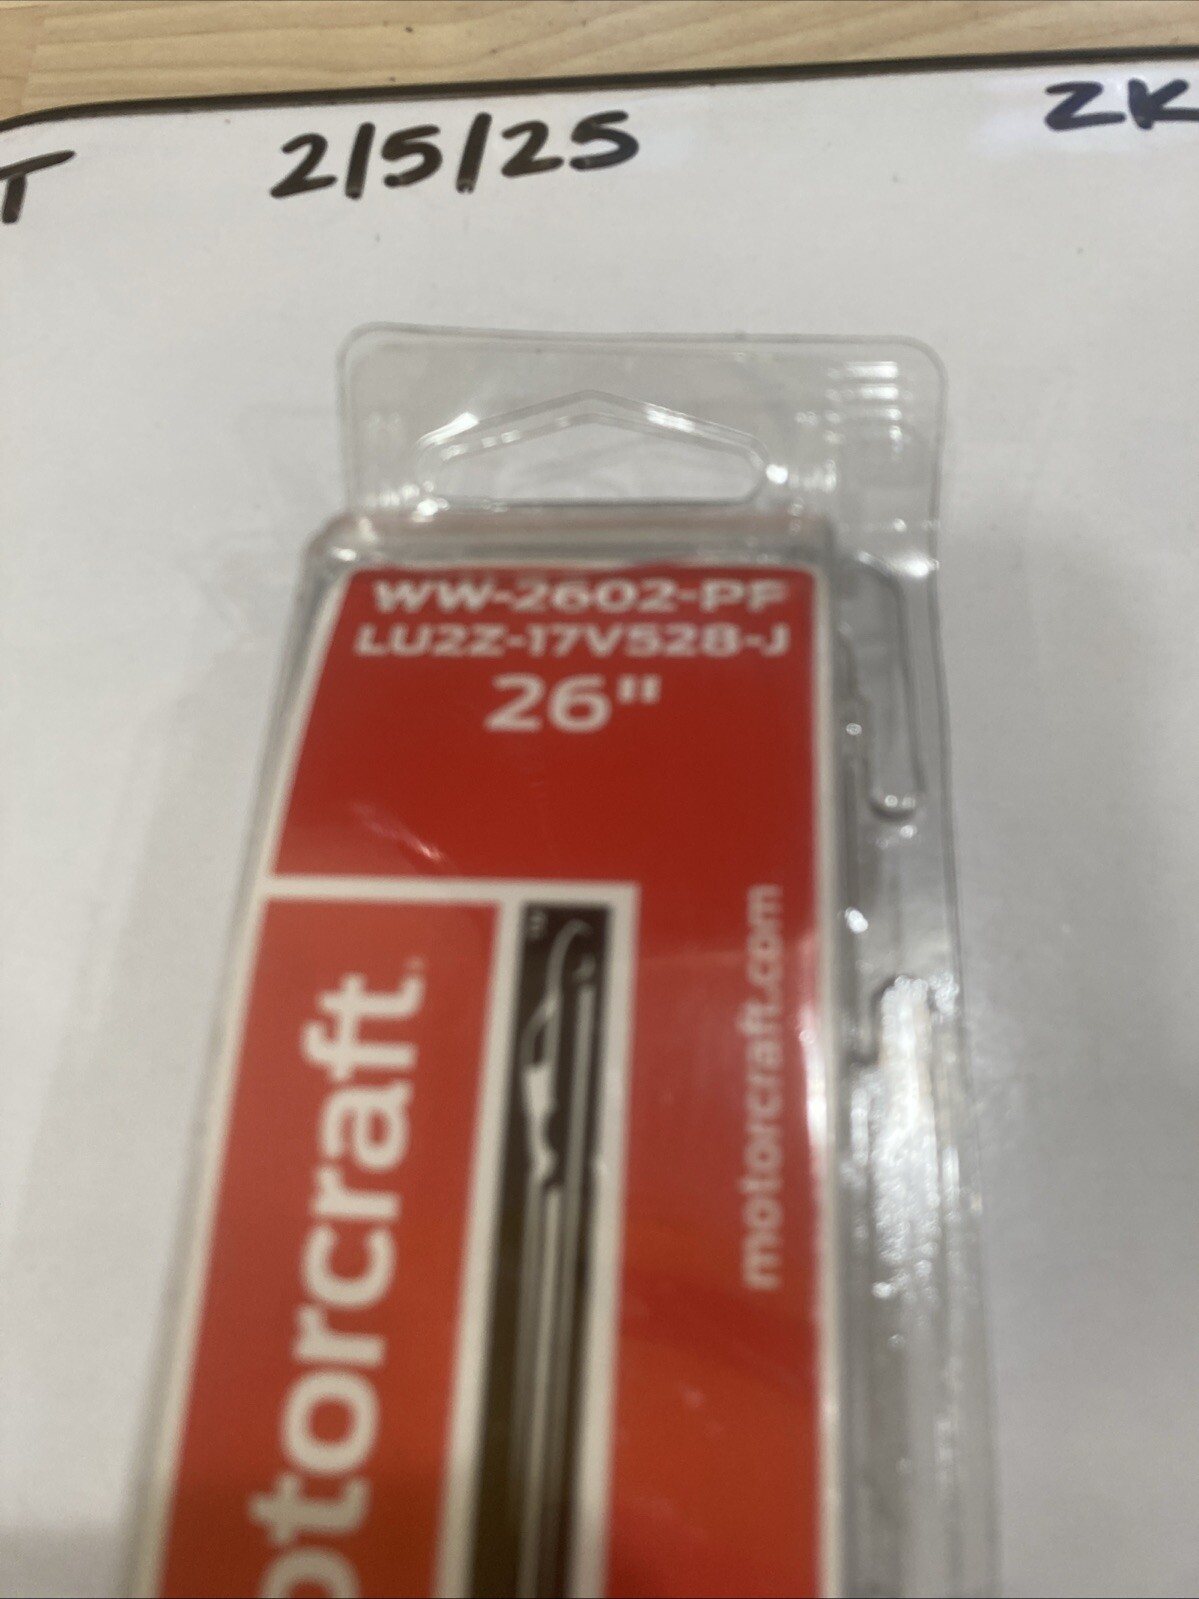 T 2/5/25 ZK
WW-2602-PF
LU2Z-17V528-J
26"
motorcraft.com
otorcraft